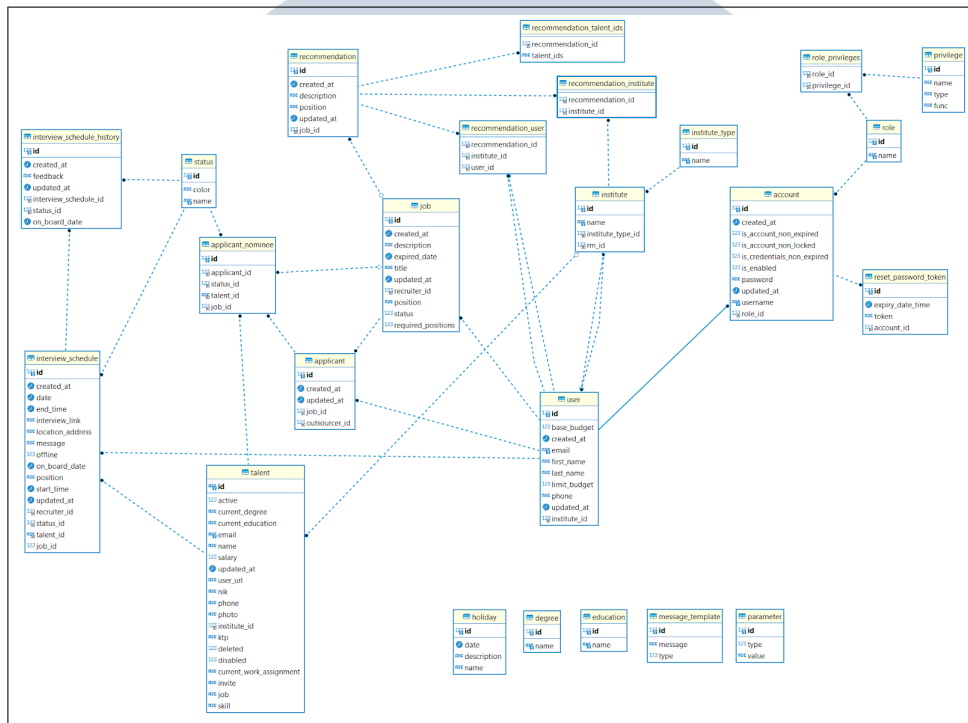 recommendation
id
created_at
description
position
updated_at
job_id
recommendation_talent_ids
recommendation_id
talent_ids
recommendation_institute
recommendation_id
institute_id
recommendation_user
recommendation_id
institute_id
user_id
institute_type
id
name
role_privileges
role_id
privilege_id
privilege
id
name
type
func
role
id
name
interview_schedule_history
id
created_at
feedback
updated_at
interview_schedule_id
status_id
on_board_date
status
id
color
name
applicant_nominee
id
applicant_id
status_id
talent_id
job_id
job
id
created_at
description
expired_date
title
updated_at
recruiter_id
position
status
required_positions
institute
id
name
institute_type_id
rm_id
account
id
created_at
is_account_non_expired
is_account_non_locked
is_credentials_non_expired
is_enabled
password
updated_at
username
role_id
reset_password_token
id
expiry_date_time
token
account_id
interview_schedule
id
created_at
date
end_time
interview_link
location_address
message
offline
on_board_date
position
start_time
updated_at
recruiter_id
status_id
talent_id
job_id
applicant
id
created_at
updated_at
job_id
outsourcer_id
user
id
base_budget
created_at
email
first_name
last_name
limit_budget
phone
updated_at
institute_id
talent
id
active
current_degree
current_education
email
name
salary
updated_at
user_url
nik
phone
photo
institute_id
ktp
deleted
disabled
current_work_assignment
invite
job
skill
holiday
id
date
description
name
degree
id
name
education
id
name
message_template
id
message
type
parameter
id
type
value